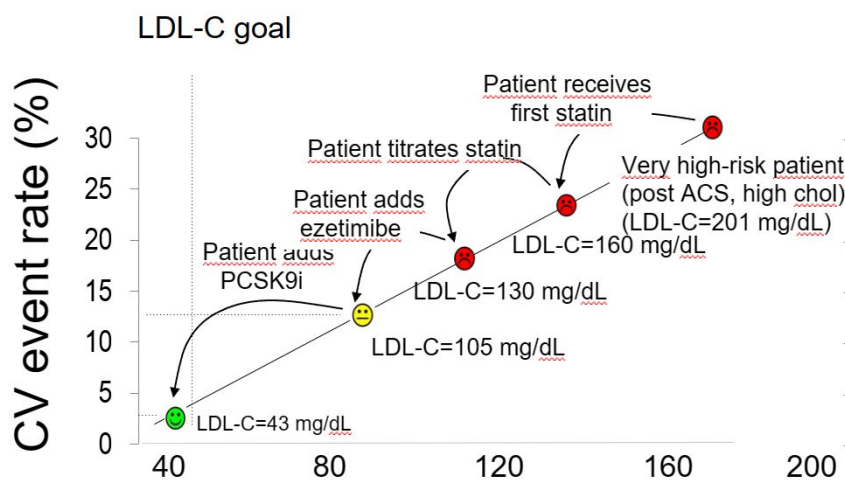 LDL-C goal
CV event rate (%)
Patient receives
first statin
Patient titrates statin
Very high-risk patient
(post ACS, high chol)
(LDL-C=201 mg/dL)
Patient adds
ezetimibe
LDL-C=160 mg/dL
Patient adds
PCSK9i
LDL-C=130 mg/dL
LDL-C=105 mg/dL
LDL-C=43 mg/dL
30
25
20
15
10
5
0
40 80 120 160 200